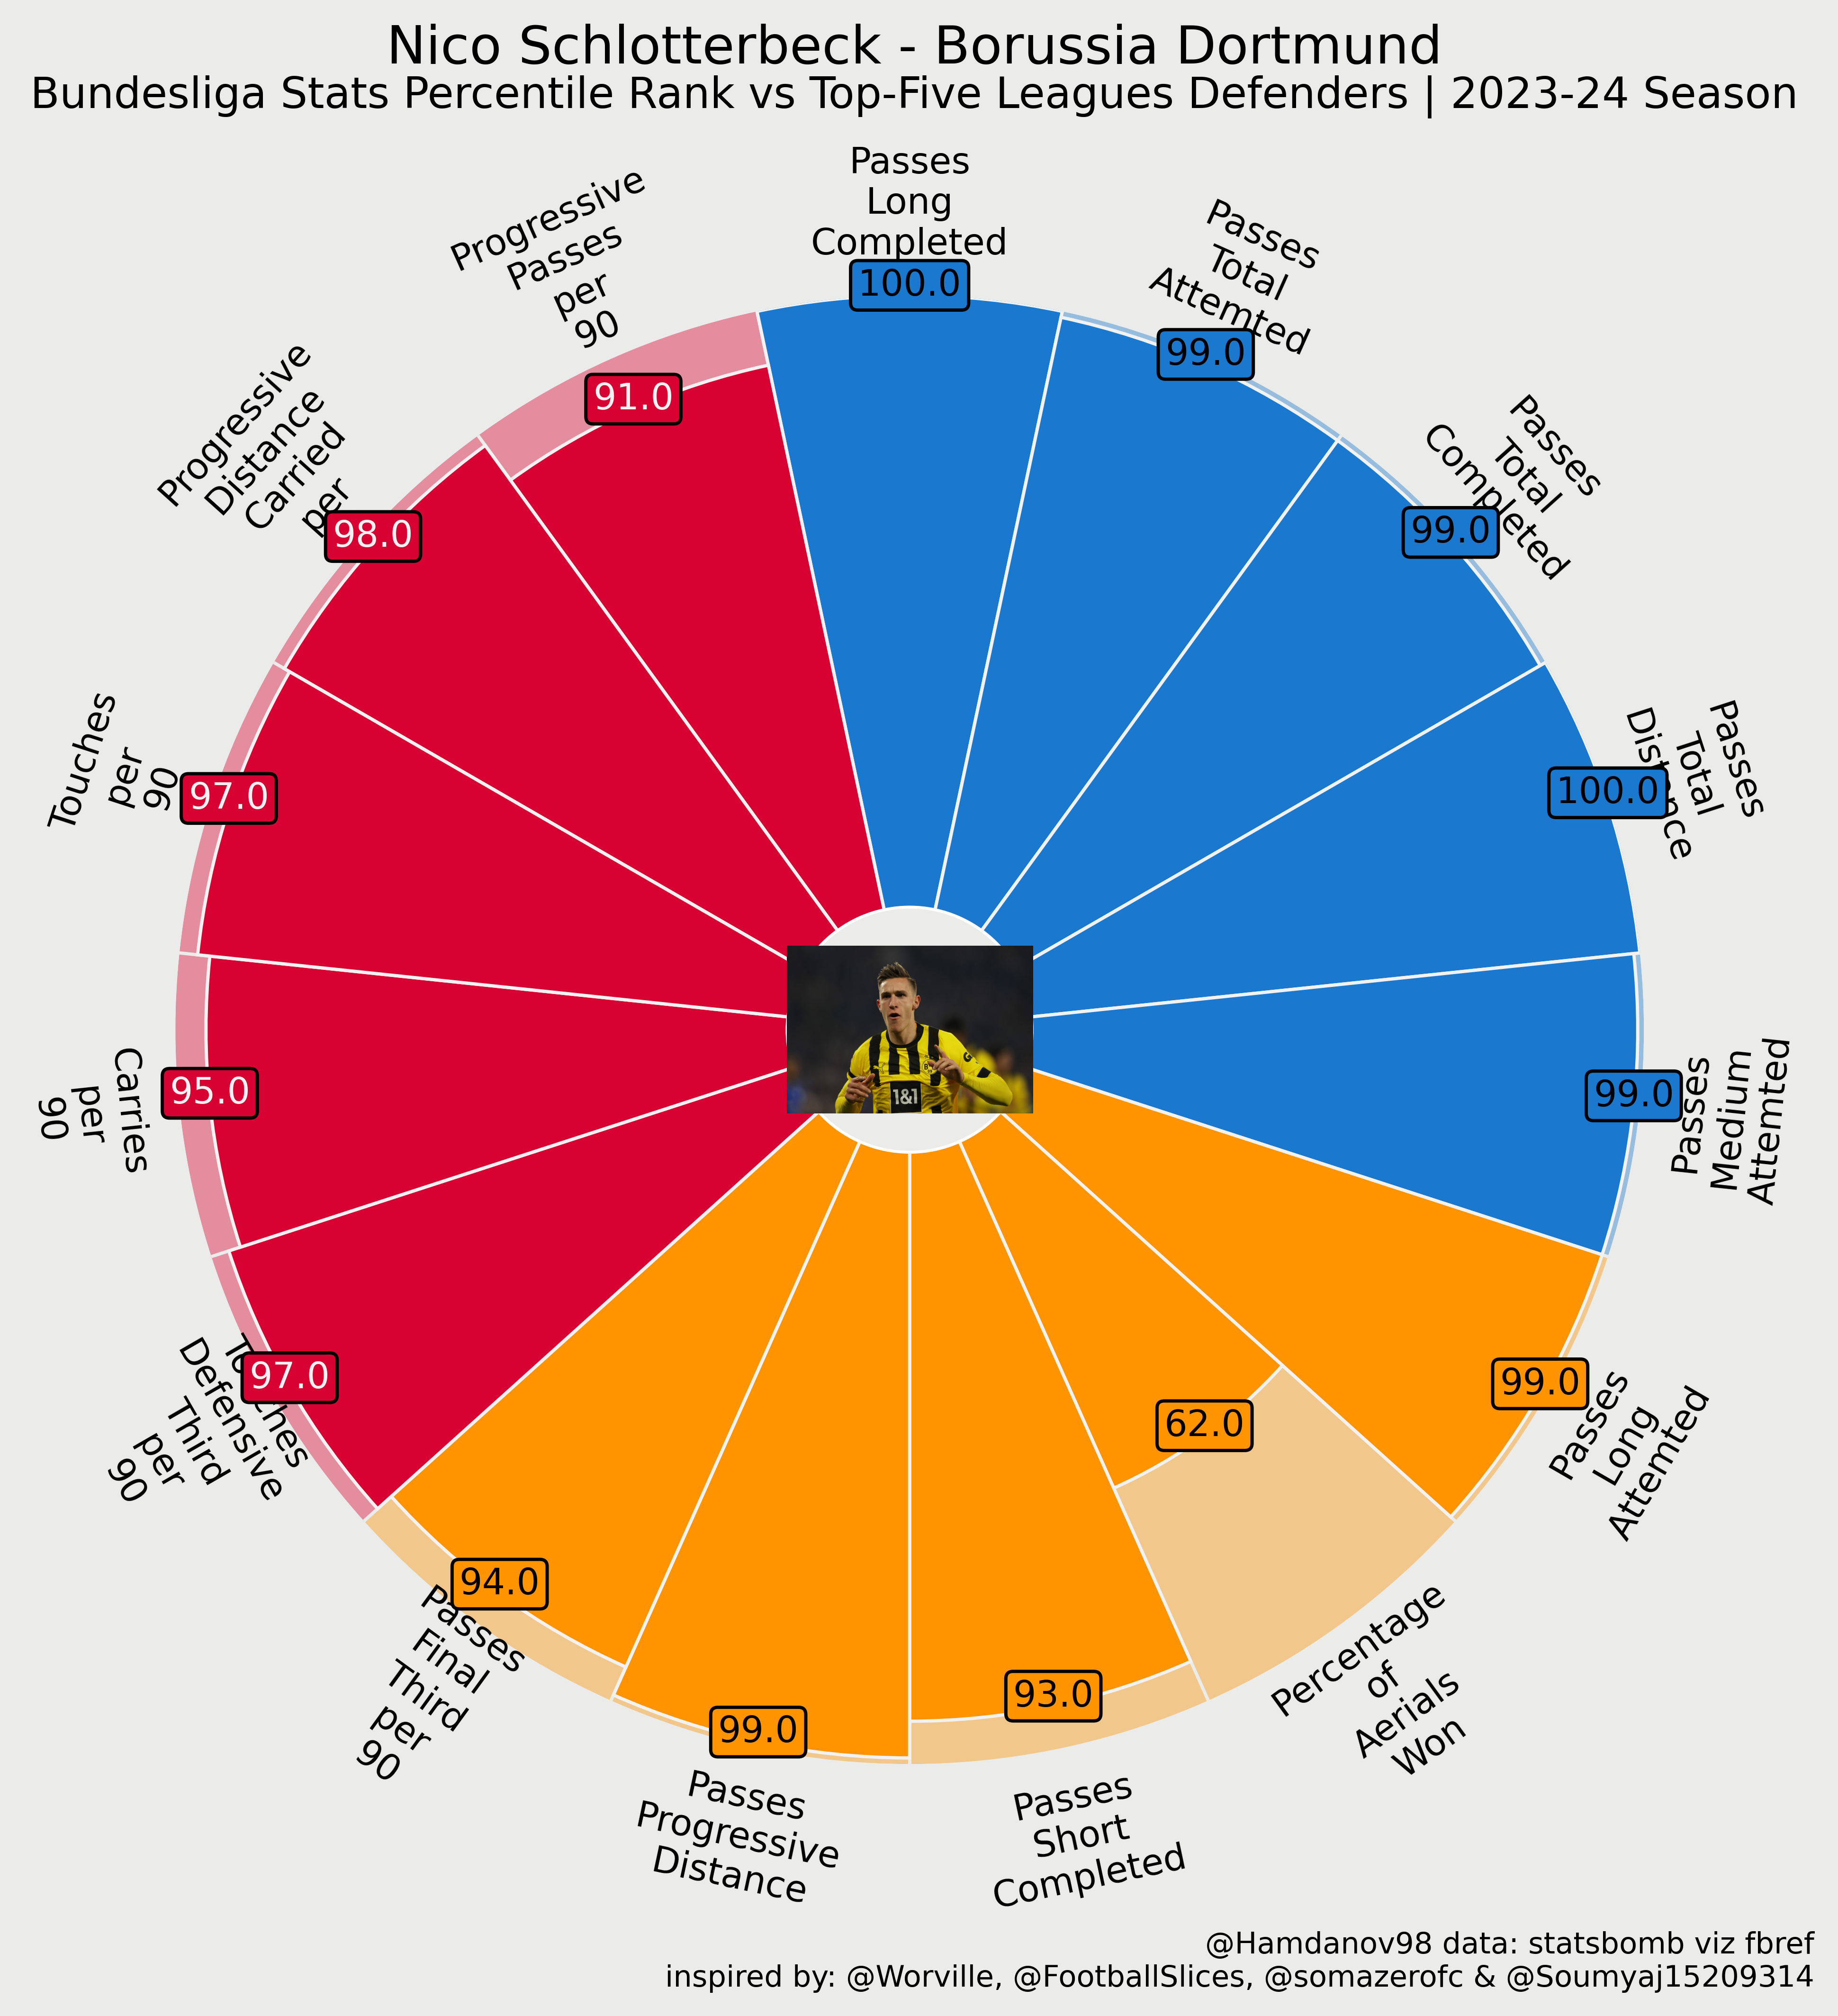 Nico Schlotterbeck - Borussia Dortmund
Bundesliga Stats Percentile Rank vs Top-Five Leagues Defenders | 2023-24 Season
Passes
Long
Completed
100.0
Passes
Total
Attemted
99.0
Passes
Total
Completed
99.0
Passes
Total
Distance
100.0
Passes
Medium
Attemted
99.0
Passes
Long
Attemted
99.0
Percentage
of
Aerials
Won
62.0
Passes
Short
Completed
93.0
Passes
Progressive
Distance
99.0
Passes
Final
Third
per
90
94.0
Touches
Defensive
Third
per
90
97.0
Carries
per
90
95.0
Touches
per
90
97.0
Progressive
Distance
Carried
per
98.0
Progressive
Passes
per
90
91.0
1&1
@Hamdanov98 data: statsbomb viz fbref
inspired by: @Worville, @FootballSlices, @somazerofc & @Soumyaj15209314